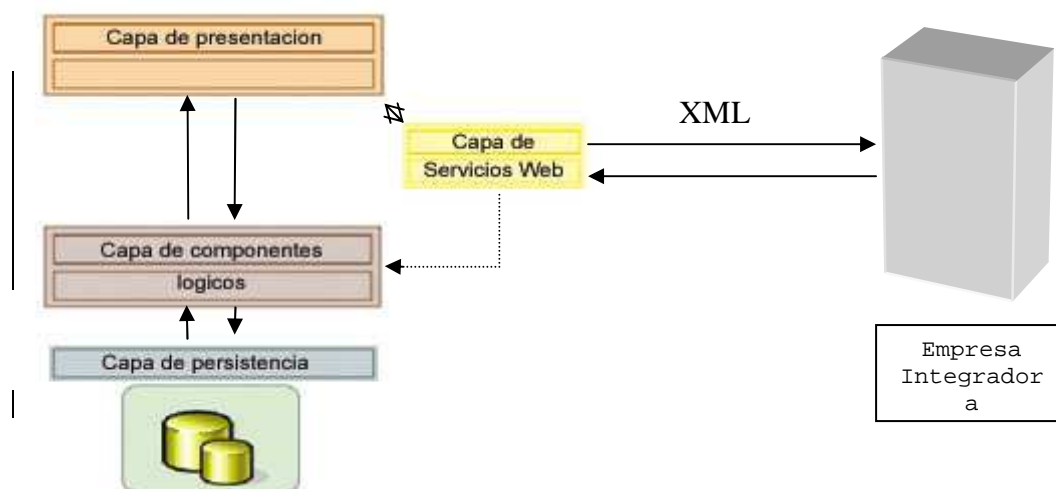 Capa de presentacion
XML
Capa de
Servicios Web
Capa de componentes
logicos
Capa de persistencia
Empresa
Integrador
a